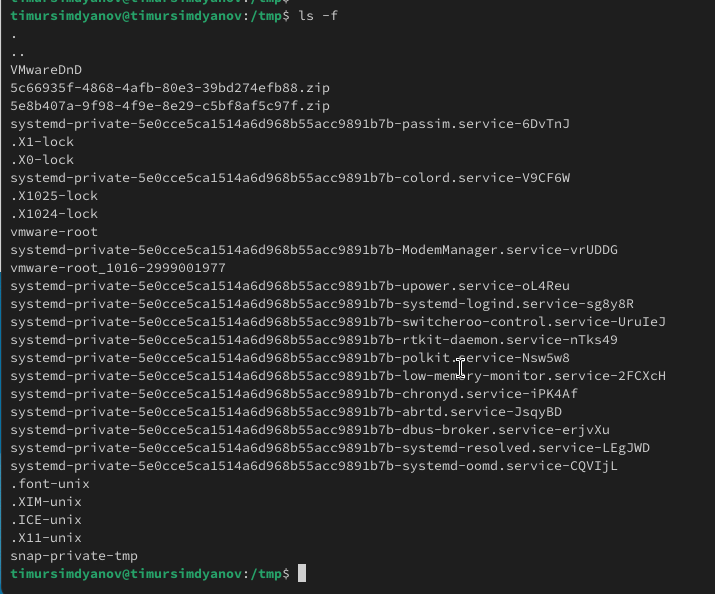 timursimdyanov@timursimdyanov:/tmp$ ls -f
.
..
VMwareDnD
5c66935f-4868-4afb-80e3-39bd274efb88.zip
5e8b407a-9f98-4f9e-8e29-c5bf8af5c97f.zip
systemd-private-5e0cce5ca1514a6d968b55acc9891b7b-passim.service-6DvTnJ
.X1-lock
.X0-lock
systemd-private-5e0cce5ca1514a6d968b55acc9891b7b-colord.service-V9CF6W
.X1025-lock
.X1024-lock
vmware-root
systemd-private-5e0cce5ca1514a6d968b55acc9891b7b-ModemManager.service-vrUDDG
vmware-root_1016-2999001977
systemd-private-5e0cce5ca1514a6d968b55acc9891b7b-upower.service-oL4Reu
systemd-private-5e0cce5ca1514a6d968b55acc9891b7b-systemd-logind.service-sg8y8R
systemd-private-5e0cce5ca1514a6d968b55acc9891b7b-switcheroo-control.service-UruIeJ
systemd-private-5e0cce5ca1514a6d968b55acc9891b7b-rtkit-daemon.service-nTks49
systemd-private-5e0cce5ca1514a6d968b55acc9891b7b-polkit.service-Nsw5w8
systemd-private-5e0cce5ca1514a6d968b55acc9891b7b-low-memory-monitor.service-2FCXcH
systemd-private-5e0cce5ca1514a6d968b55acc9891b7b-chronyd.service-iPK4Af
systemd-private-5e0cce5ca1514a6d968b55acc9891b7b-abrtd.service-JsqyBD
systemd-private-5e0cce5ca1514a6d968b55acc9891b7b-dbus-broker.service-erjvXu
systemd-private-5e0cce5ca1514a6d968b55acc9891b7b-systemd-resolved.service-LEgJWD
systemd-private-5e0cce5ca1514a6d968b55acc9891b7b-systemd-oomd.service-CQVIjL
.font-unix
.XIM-unix
.ICE-unix
.X11-unix
snap-private-tmp
timursimdyanov@timursimdyanov:/tmp$